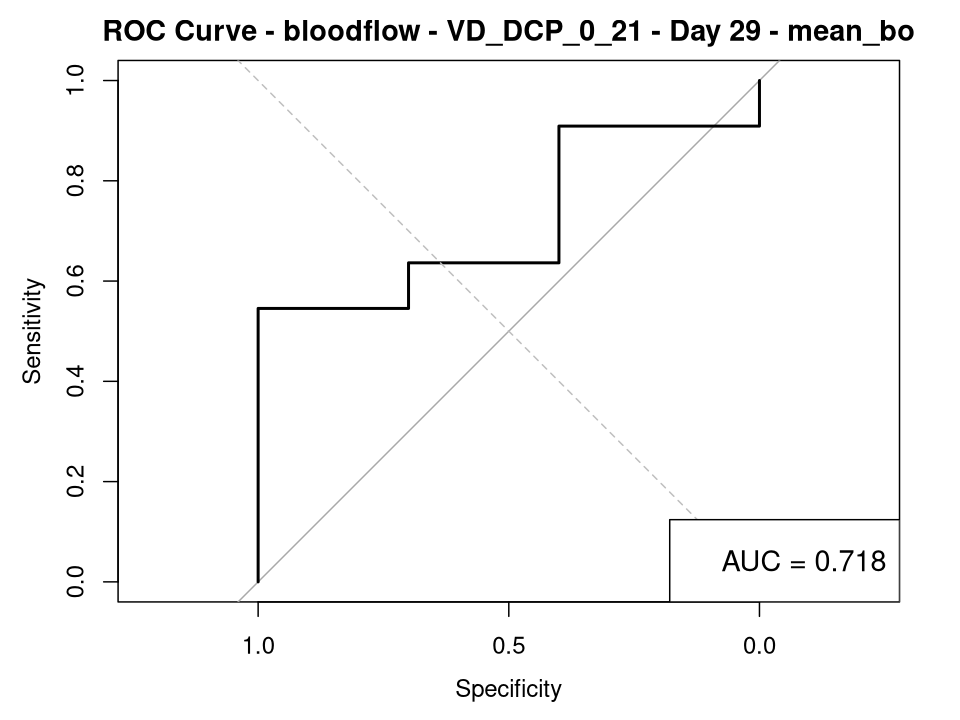 ROC Curve - bloodflow - VD_DCP_0_21 - Day 29 - mean_bo
1.0
0.8
0.6
0.4
0.2
0.0
Sensitivity
AUC = 0.718
1.0 0.5 0.0
Specificity